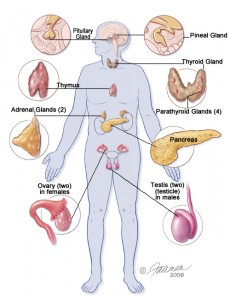 Pituitary
Gland
Pineal Gland
Thyroid Gland
Thymus
Parathyroid Glands (4)
Adrenal Glands (2)
Pancreas
Ovary (two)
in females
Testis (two)
(testicle)
in males
©
2008